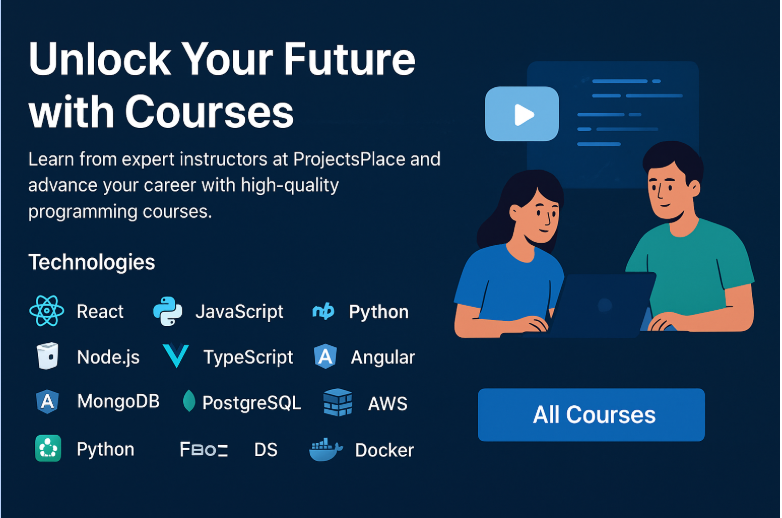 Unlock Your Future
with Courses
Learn from expert instructors at ProjectsPlace and
advance your career with high-quality
programming courses.
Technologies
React JavaScript Python
Node.js TypeScript Angular
MongoDB PostgreSQL AWS
Python DS Docker
All Courses